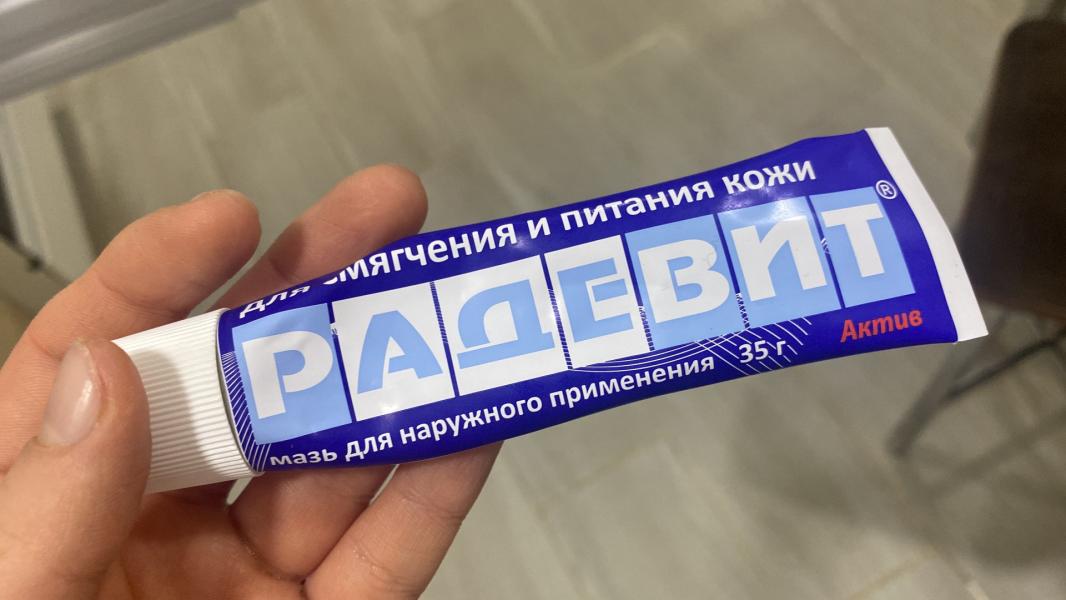 для смягчения и питания кожи
РАДЕВИТ®
Актив
мазь для наружного применения 35 г